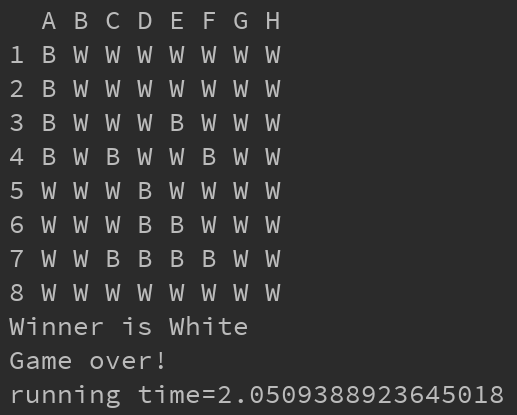 A B C D E F G H
1 B W W W W W W W
2 B W W W W W W W
3 B W W W B W W W
4 B W B W W B W W
5 W W W B W W W W
6 W W W B B W W W
7 W W B B B B W W
8 W W W W W W W W
Winner is White
Game over!
running time=2.0509388923645018